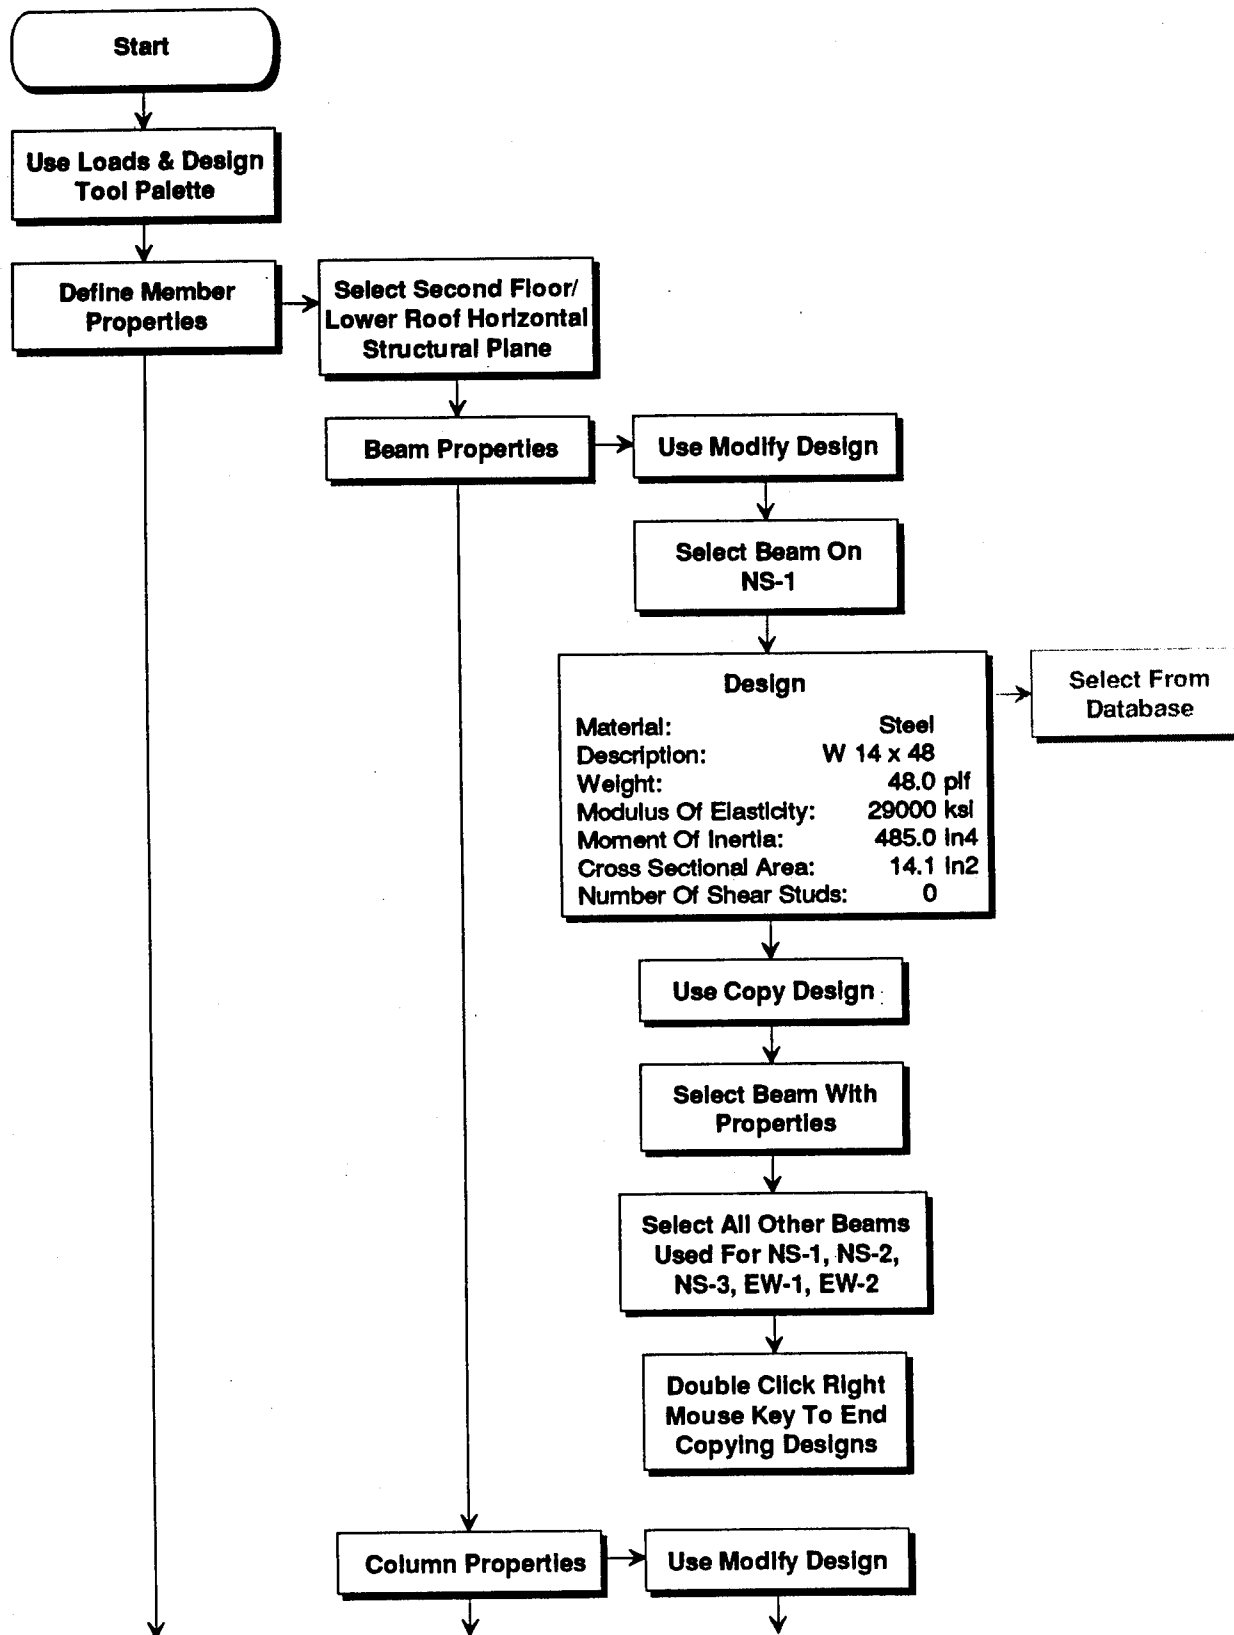 Start
Use Loads & Design
Tool Palette
Define Member
Properties
Select Second Floor/
Lower Roof Horizontal
Structural Plane
Beam Properties
Use Modify Design
Select Beam On
NS-1
Design
Material: Steel
Description: W 14 x 48
Weight: 48.0 plf
Modulus Of Elasticity: 29000 ksi
Moment Of Inertia: 485.0 in4
Cross Sectional Area: 14.1 in2
Number Of Shear Studs: 0
Select From
Database
Use Copy Design
Select Beam With
Properties
Select All Other Beams
Used For NS-1, NS-2,
NS-3, EW-1, EW-2
Double Click Right
Mouse Key To End
Copying Designs
Column Properties
Use Modify Design